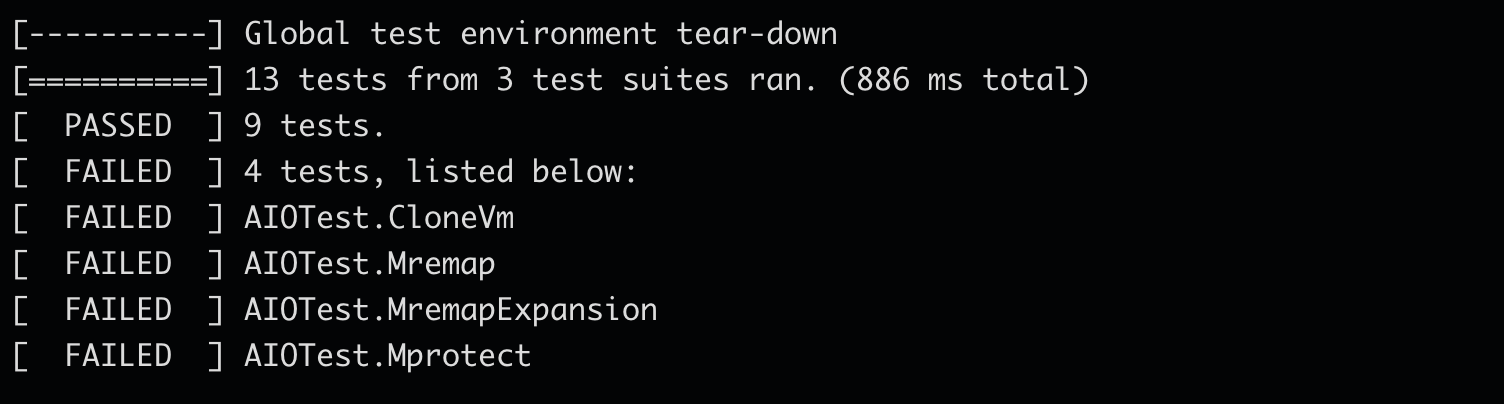 [----------] Global test environment tear-down
[==========] 13 tests from 3 test suites ran. (886 ms total)
[  PASSED  ] 9 tests.
[  FAILED  ] 4 tests, listed below:
[  FAILED  ] AIOTest.CloneVm
[  FAILED  ] AIOTest.Mremap
[  FAILED  ] AIOTest.MremapExpansion
[  FAILED  ] AIOTest.Mprotect